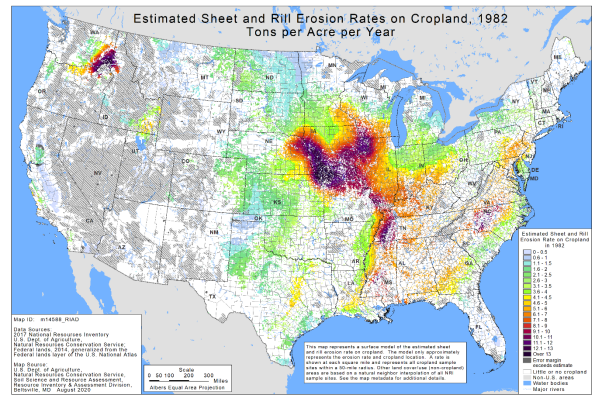 Estimated Sheet and Rill Erosion Rates on Cropland, 1982
Tons per Acre per Year
WA
MT
ND
MN
OR
ID
SD
WY
WI
MI
NY
VT
NH
MA
CT
RI
PA
NJ
DE
MD
NE
IA
IL
IN
OH
NV
UT
CO
KS
MO
KY
VA
CA
AZ
NM
OK
AR
TN
NC
SC
TX
LA
MS
AL
GA
FL
Estimated Sheet and Rill
Erosion Rate on Cropland
in 1982
0 - 0.5
0.6 - 1
1.1 - 1.5
1.6 - 2
2.1 - 2.5
2.6 - 3
3.1 - 3.5
3.6 - 4
4.1 - 4.5
4.6 - 5
5.1 - 6
6.1 - 7
7.1 - 8
8.1 - 9
9.1 - 10
10.1 - 11
11.1 - 12
12.1 - 13
Over 13
Error margin
exceeds estimate
Little or no cropland
Non-U.S. areas
Water bodies
Major rivers
Map ID: m14588_RIAD
Data Sources:
2017 National Resources Inventory
U.S. Dept. of Agriculture,
Natural Resources Conservation Service;
Federal lands, 2014, generated from the
Federal lands layer of the U.S. National Atlas
Map Source:
U.S. Dept. of Agriculture,
Natural Resources Conservation Service,
Soil Science and Resource Assessment,
Resource Inventory & Assessment Division,
Beltsville, MD August 2020
Scale
0 50 100 200 300
Miles
Albers Equal Area Projection
This map represents a surface model of the estimated sheet
and rill erosion rate on cropland. The model only approximately
represents the erosion rate and cropland location. A rate is
shown at each square mile and represents all cropland sample
sites within a 50-mile radius. Other land cover/use (non-cropland)
areas are based on a natural neighbor interpolation of all NRI
sample sites. See the map metadata for additional details.